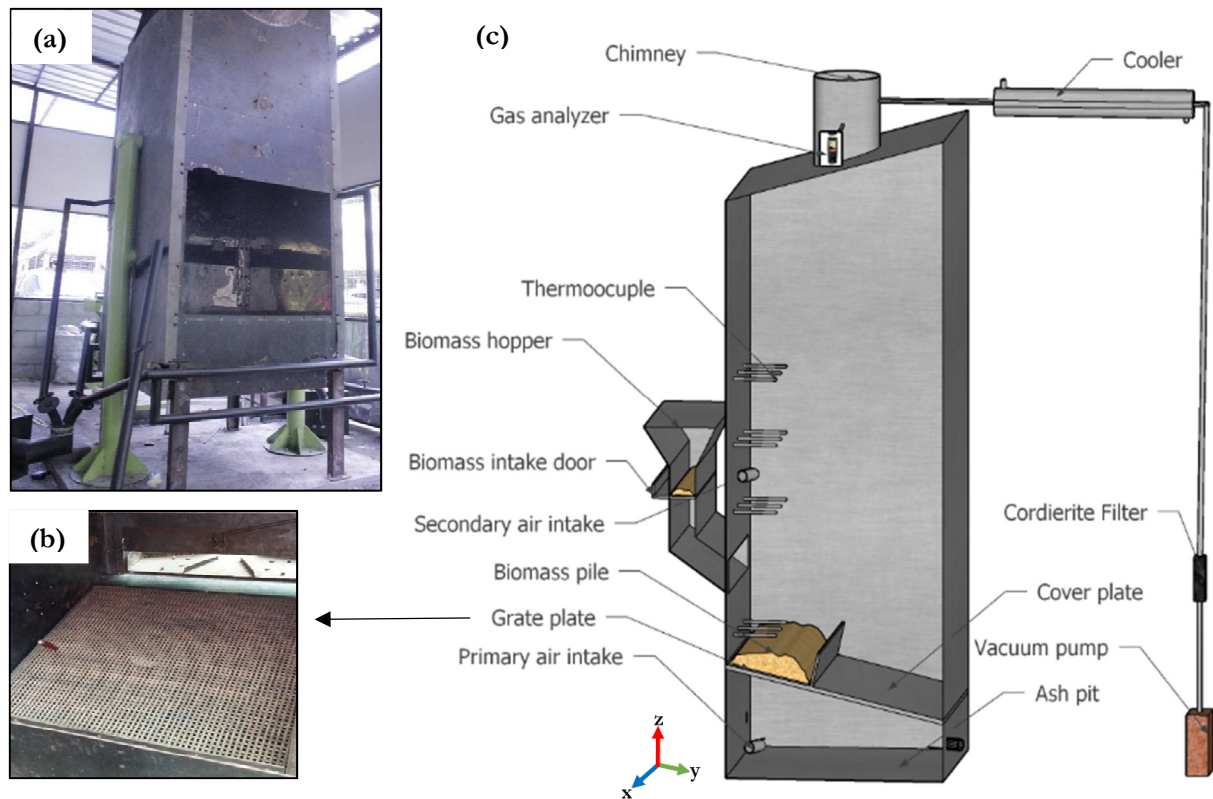 (a)
(b)
(c)
Chimney
Cooler
Gas analyzer
Thermoocuple
Biomass hopper
Biomass intake door
Secondary air intake
Cordierite Filter
Biomass pile
Cover plate
Grate plate
Vacuum pump
Primary air intake
Ash pit
z
y
x